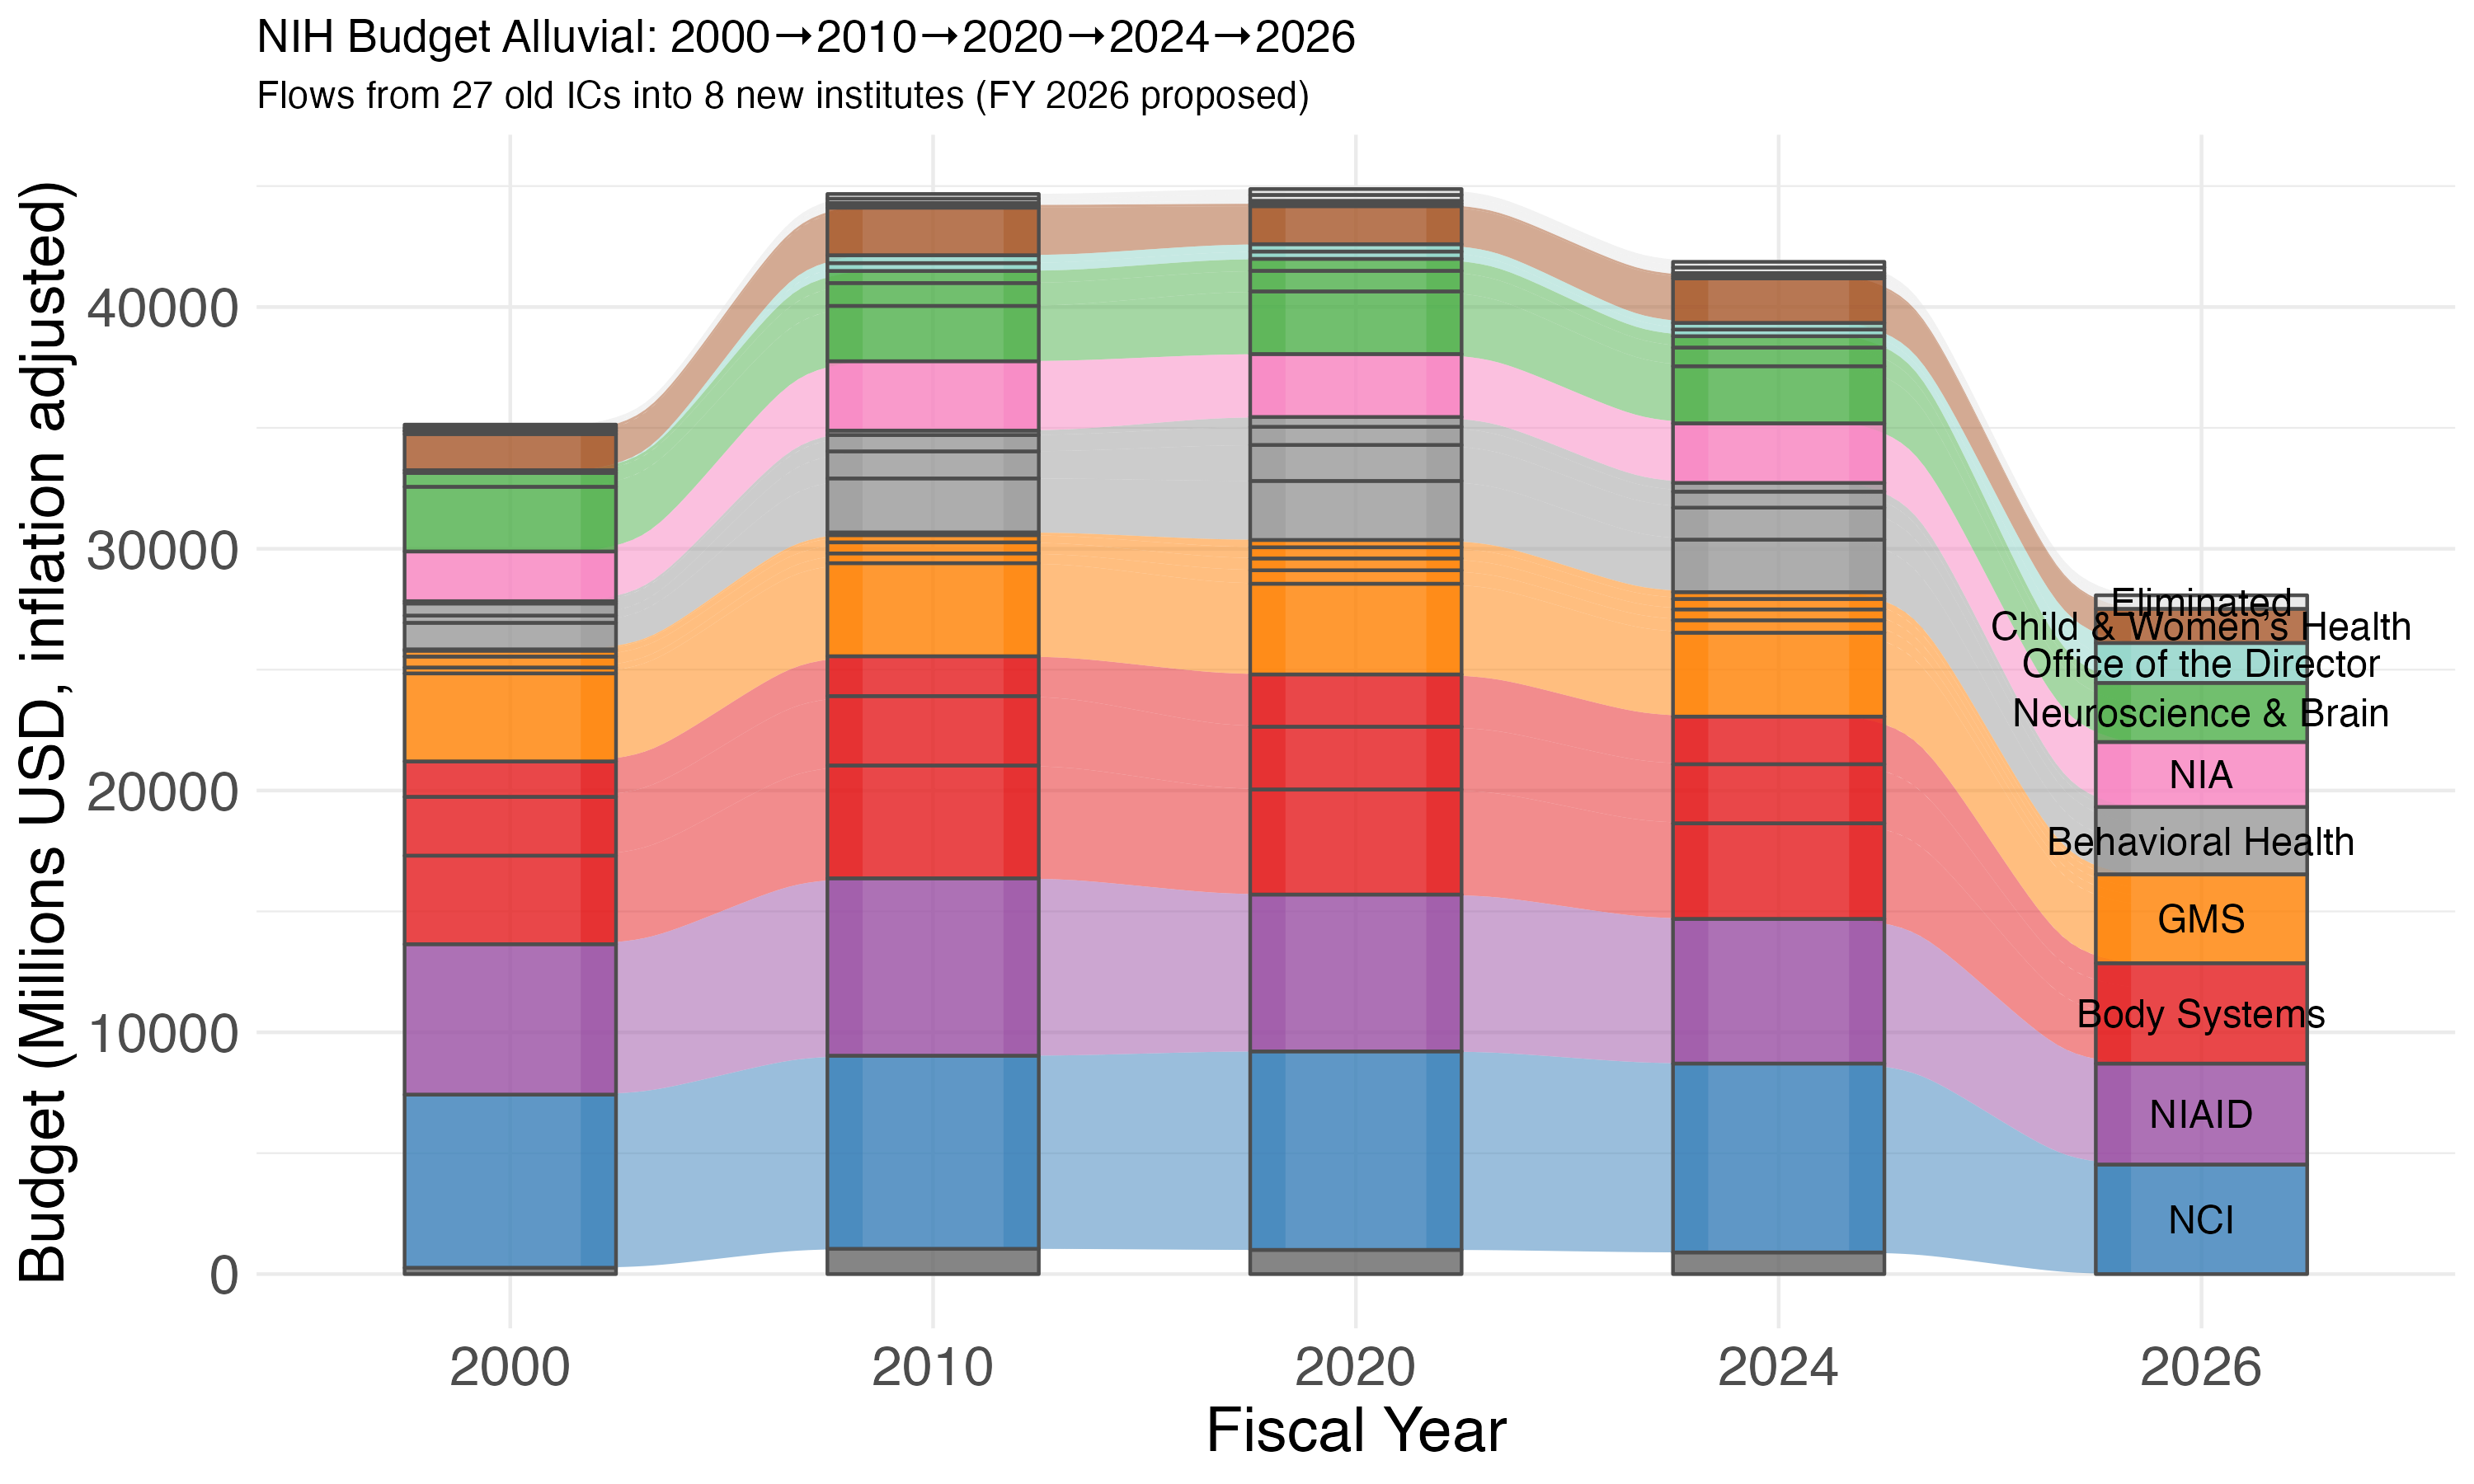 NIH Budget Alluvial: 2000→2010→2020→2024→2026
Flows from 27 old ICs into 8 new institutes (FY 2026 proposed)
Budget (Millions USD, inflation adjusted)
40000
30000
20000
10000
0
Eliminated
Child & Women's Health
Office of the Director
Neuroscience & Brain
NIA
Behavioral Health
GMS
Body Systems
NIAID
NCI
2000
2010
2020
2024
2026
Fiscal Year